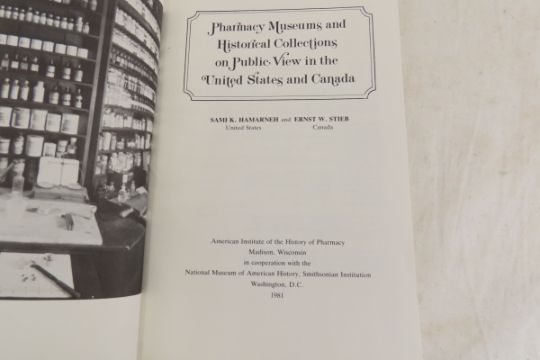 Pharmacy Museums and
Historical Collections
on Public View in the
United States and Canada
SAMI K. HAMARNEH and ERNST W. STIEB
United States Canada
American Institute of the History of Pharmacy
Madison, Wisconsin
in cooperation with the
National Museum of American History, Smithsonian Institution
Washington, D.C.
1981